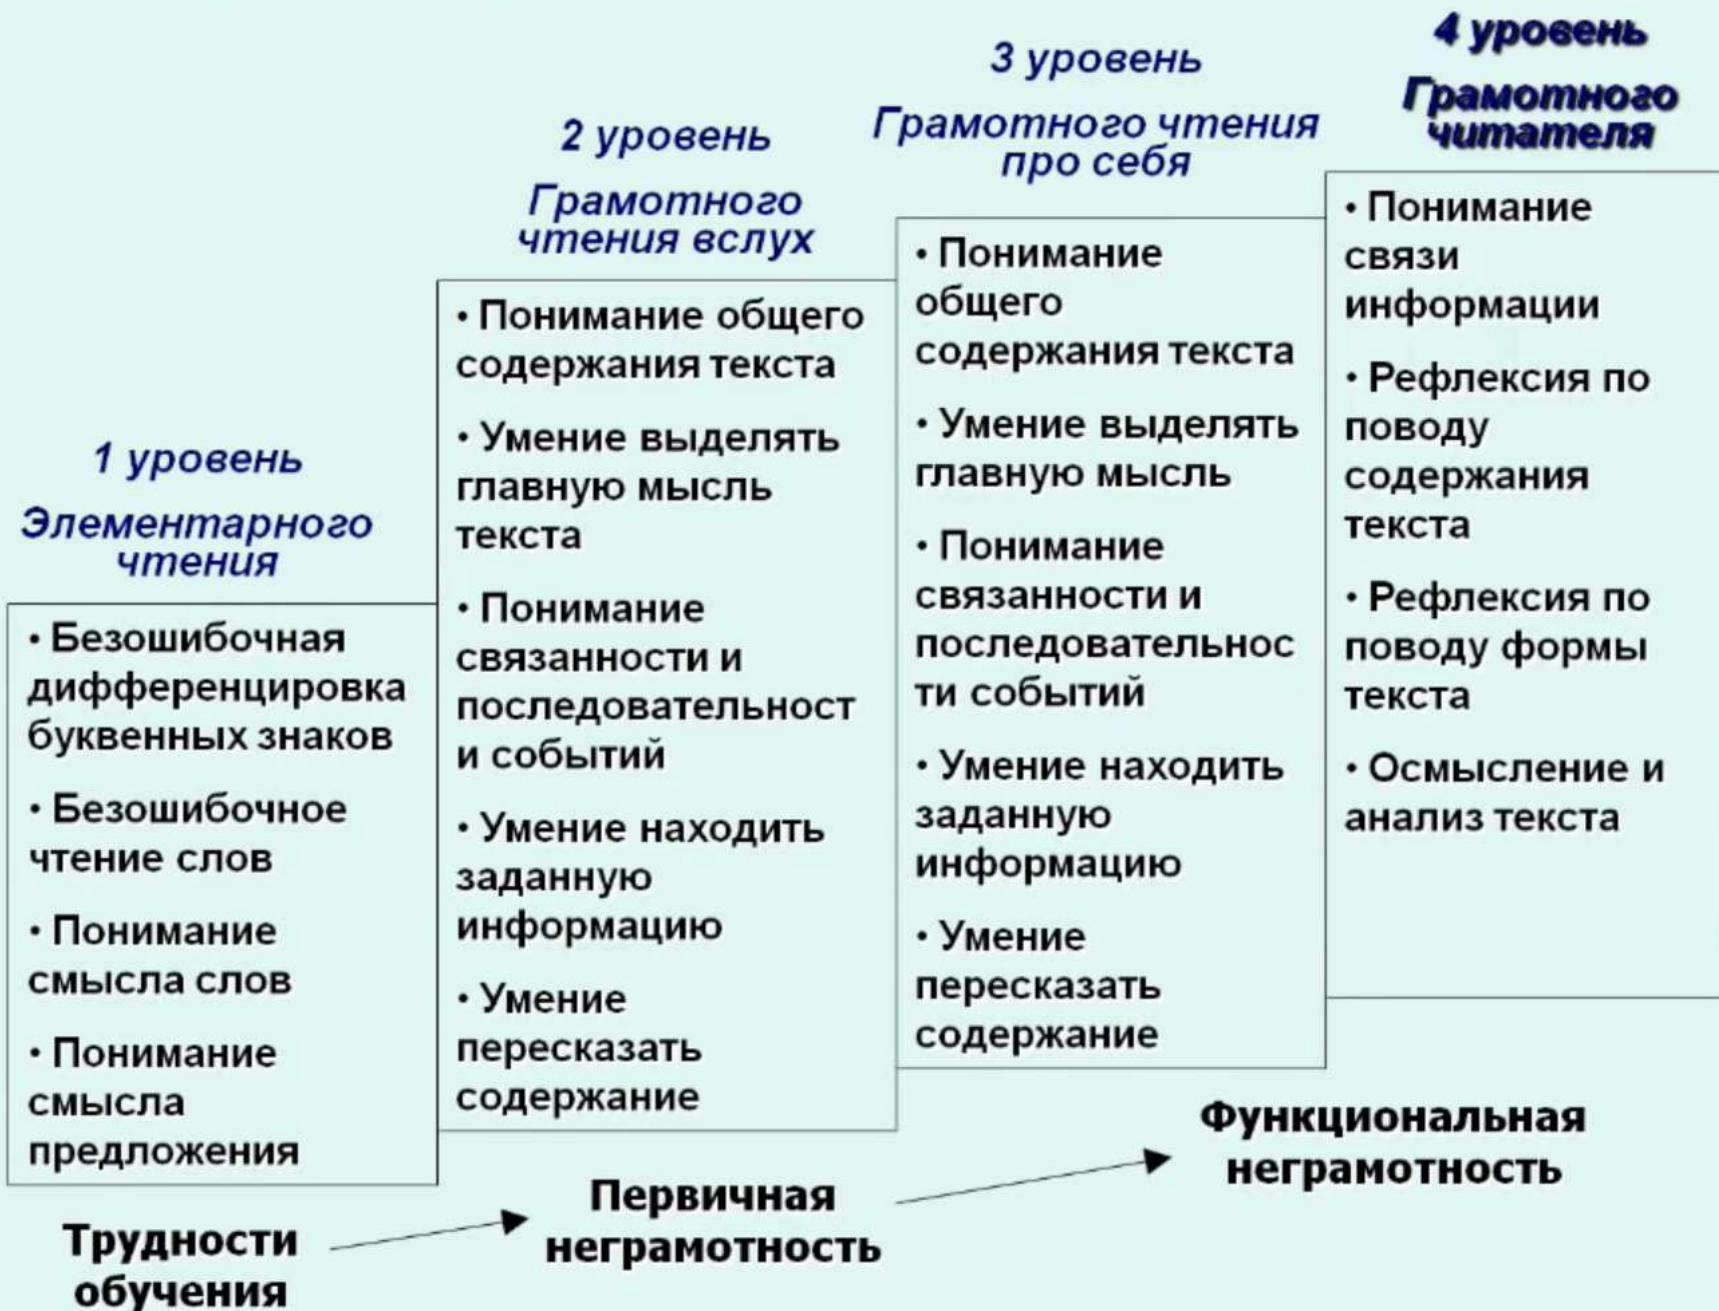 1 уровень
Элементарного
чтения
• Безошибочная
дифференцировка
буквенных знаков
• Безошибочное
чтение слов
• Понимание
смысла слов
• Понимание
смысла
предложения
2 уровень
Грамотного
чтения вслух
• Понимание общего
содержания текста
• Умение выделять
главную мысль
текста
• Понимание
связанности и
последовательност
и событий
• Умение находить
заданную
информацию
• Умение
пересказать
содержание
3 уровень
Грамотного чтения
про себя
• Понимание
общего
содержания текста
• Умение выделять
главную мысль
• Понимание
связанности и
последовательнос
ти событий
• Умение находить
заданную
информацию
• Умение
пересказать
содержание
4 уровень
Грамотного
читателя
• Понимание
связи
информации
• Рефлексия по
поводу
содержания
текста
• Рефлексия по
поводу формы
текста
• Осмысление и
анализ текста
Трудности
обучения
Первичная
неграмотность
Функциональная
неграмотность